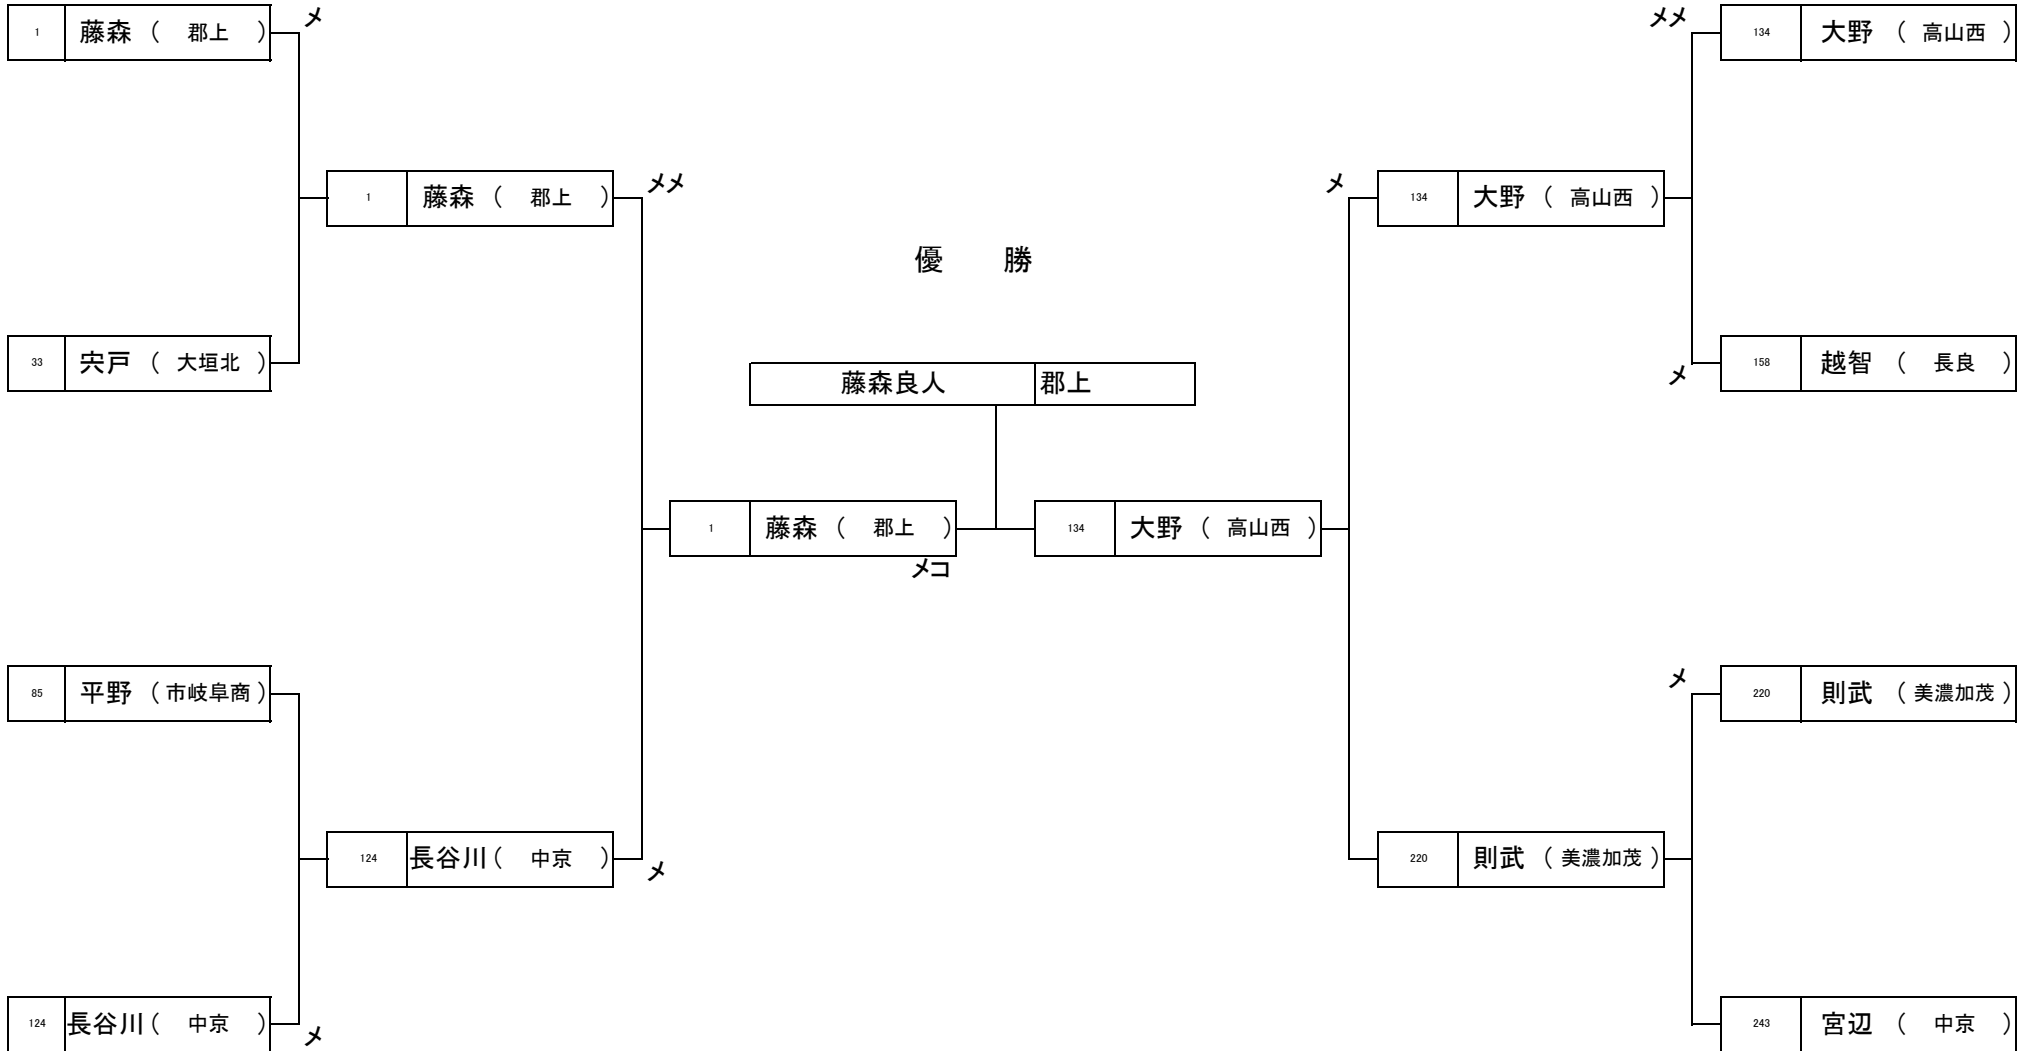 1 藤森 （ 郡上 ） メ
メメ 134 大野 （ 高山西 ）
1 藤森 （ 郡上 ） メメ
メ 134 大野 （ 高山西 ）
優 勝
33 宍戸 （ 大垣北 ）
藤森良人 郡上
メ 158 越智 （ 長良 ）
1 藤森 （ 郡上 ）
メコ
134 大野 （ 高山西 ）
85 平野 （ 市岐阜商 ）
メ 220 則武 （ 美濃加茂 ）
124 長谷川（ 中京 ） メ
220 則武 （ 美濃加茂 ）
124 長谷川（ 中京 ） メ
243 宮辺 （ 中京 ）